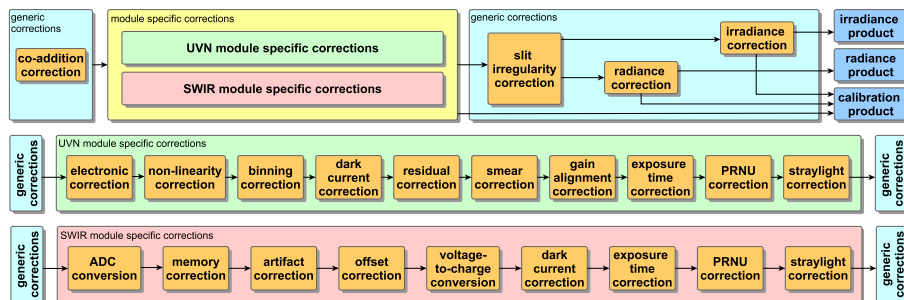 generic
corrections
co-addition
correction
module specific corrections
UVN module specific corrections
SWIR module specific corrections
generic corrections
slit
irregularity
correction
irradiance
correction
radiance
correction
irradiance
product
radiance
product
calibration
product
generic
corrections
UVN module specific corrections
electronic
correction
non-linearity
correction
binning
correction
dark
current
correction
residual
correction
smear
correction
gain
alignment
correction
exposure
time
correction
PRNU
correction
straylight
correction
generic
corrections
generic
corrections
SWIR module specific corrections
ADC
conversion
memory
correction
artifact
correction
offset
correction
voltage-
to-charge
conversion
dark
current
correction
exposure
time
correction
PRNU
correction
straylight
correction
generic
corrections